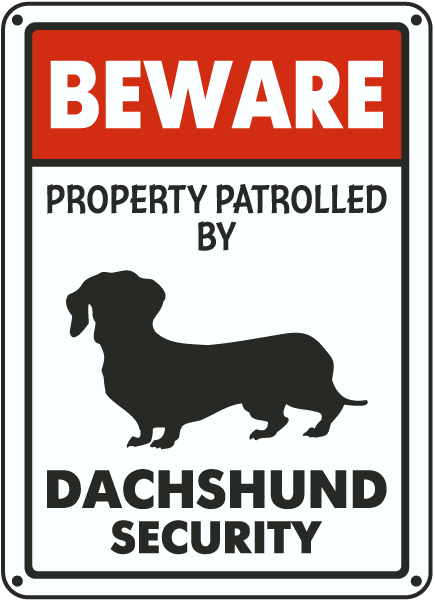 BEWARE
PROPERTY PATROLLED
BY
DACHSHUND
SECURITY